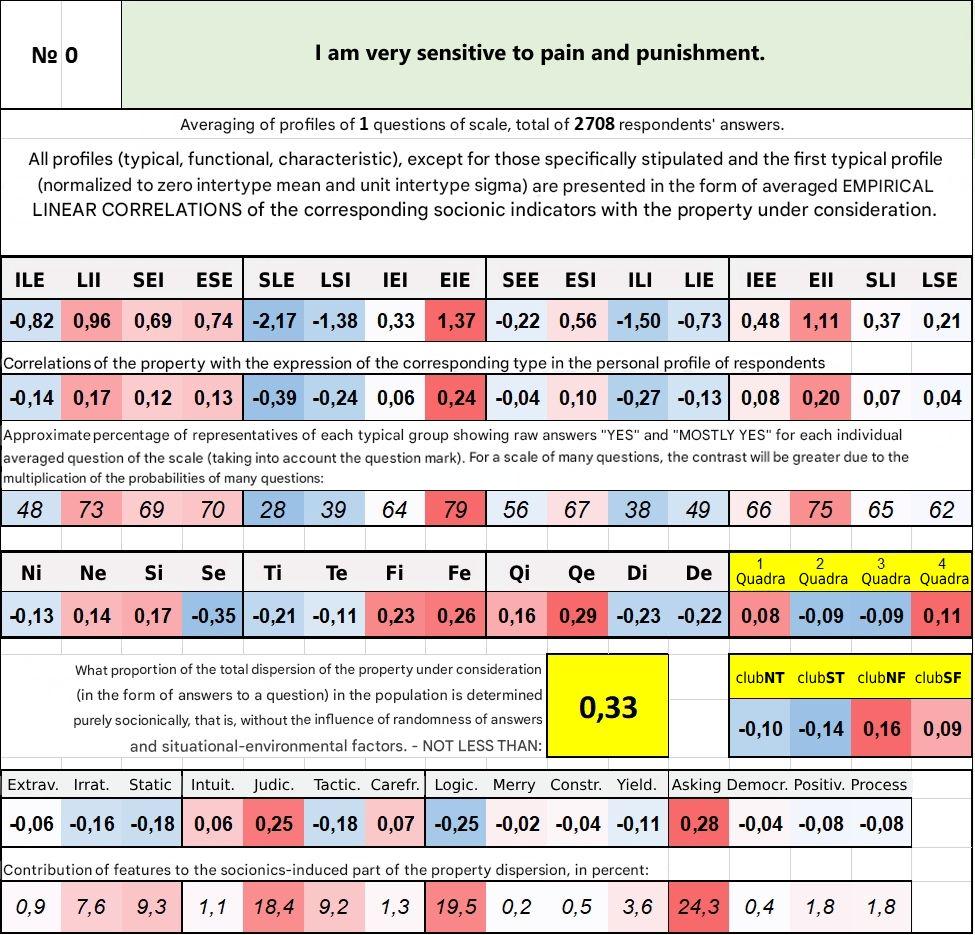 № 0
I am very sensitive to pain and punishment.
Averaging of profiles of 1 questions of scale, total of 2708 respondents' answers.
All profiles (typical, functional, characteristic), except for those specifically stipulated and the first typical profile
(normalized to zero intertype mean and unit intertype sigma) are presented in the form of averaged EMPIRICAL
LINEAR CORRELATIONS of the corresponding socionic indicators with the property under consideration.
ILE LII SEI ESE SLE LSI IEI EIE SEE ESI ILI LIE IEE EII SLI LSE
-0,82 0,96 0,69 0,74 -2,17 -1,38 0,33 1,37 -0,22 0,56 -1,50 -0,73 0,48 1,11 0,37 0,21
Correlations of the property with the expression of the corresponding type in the personal profile of respondents
-0,14 0,17 0,12 0,13 -0,39 -0,24 0,06 0,24 -0,04 0,10 -0,27 -0,13 0,08 0,20 0,07 0,04
Approximate percentage of representatives of each typical group showing raw answers "YES" and "MOSTLY YES" for each individual
averaged question of the scale (taking into account the question mark). For a scale of many questions, the contrast will be greater due to the
multiplication of the probabilities of many questions:
48 73 69 70 28 39 64 79 56 67 38 49 66 75 65 62
Ni Ne Si Se Ti Te Fi Fe Qi Qe Di De 1 Quadra 2 Quadra 3 Quadra 4 Quadra
-0,13 0,14 0,17 -0,35 -0,21 -0,11 0,23 0,26 0,16 0,29 -0,23 -0,22 0,08 -0,09 -0,09 0,11
What proportion of the total dispersion of the property under consideration
(in the form of answers to a question) in the population is determined
purely socionically, that is, without the influence of randomness of answers
and situational-environmental factors. - NOT LESS THAN:
0,33
clubNT clubST clubNF clubSF
-0,10 -0,14 0,16 0,09
Extrav. Irrat. Static Intuit. Judic. Tactic. Carefr. Logic. Merry Constr. Yield. Asking Democr. Positiv. Process
-0,06 -0,16 -0,18 0,06 0,25 -0,18 0,07 -0,25 -0,02 -0,04 -0,11 0,28 -0,04 -0,08 -0,08
Contribution of features to the socionics-induced part of the property dispersion, in percent:
0,9 7,6 9,3 1,1 18,4 9,2 1,3 19,5 0,2 0,5 3,6 24,3 0,4 1,8 1,8